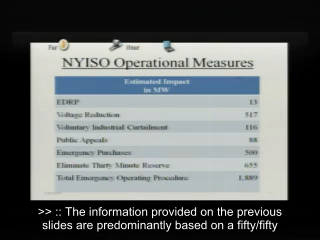 NYISO Operational Measures
Estimated Impact
in MW
EDRP 13
Voltage Reduction 517
Voluntary Industrial Curtailment 116
Public Appeals 88
Emergency Purchases 500
Eliminate Thirty Minute Reserve 655
Total Emergency Operating Procedure 1,889
>> :: The information provided on the previous
slides are predominantly based on a fifty/fifty